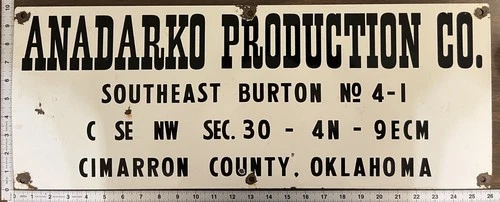 ANADARKO PRODUCTION CO.
SOUTHEAST BURTON Nº 4-1
C SE NW SEC. 30 - 4N - 9ECM
CIMARRON COUNTY, OKLAHOMA